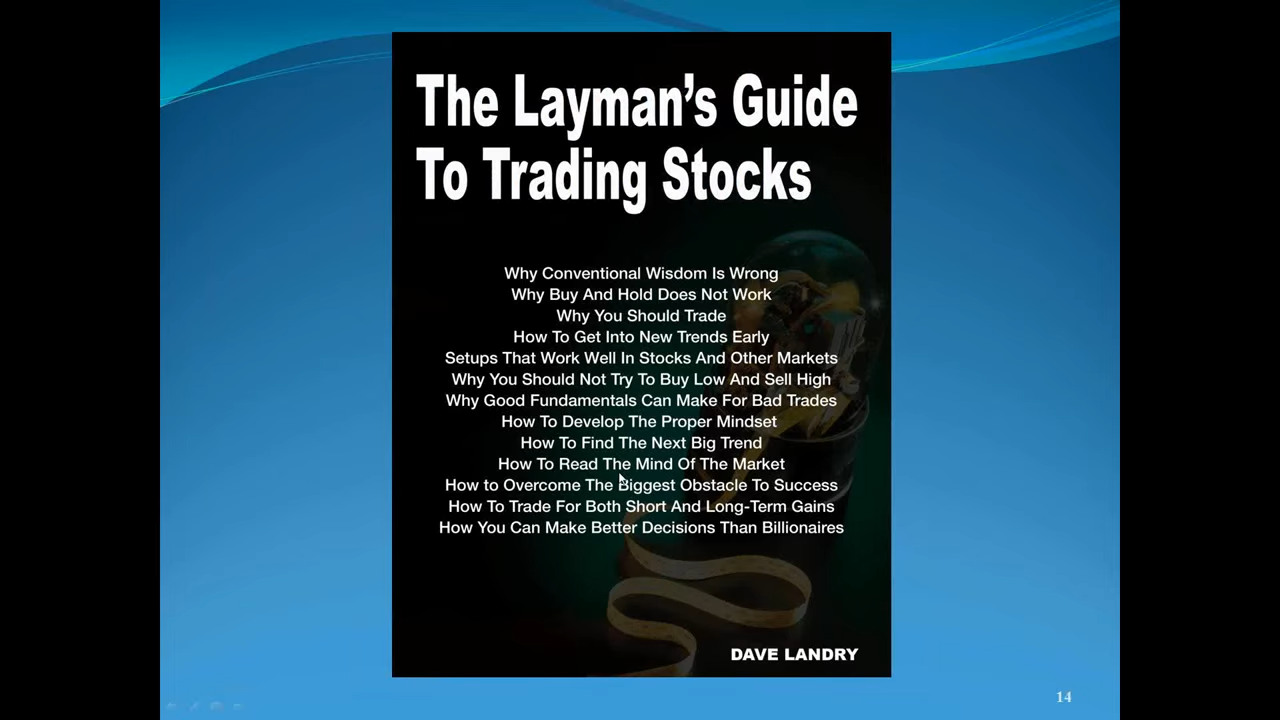 The Layman's Guide
To Trading Stocks
Why Conventional Wisdom Is Wrong
Why Buy And Hold Does Not Work
Why You Should Trade
How To Get Into New Trends Early
Setups That Work Well In Stocks And Other Markets
Why You Should Not Try To Buy Low And Sell High
Why Good Fundamentals Can Make For Bad Trades
How To Develop The Proper Mindset
How To Find The Next Big Trend
How To Read The Mind Of The Market
How to Overcome The Biggest Obstacle To Success
How To Trade For Both Short And Long-Term Gains
How You Can Make Better Decisions Than Billionaires
DAVE LANDRY
14